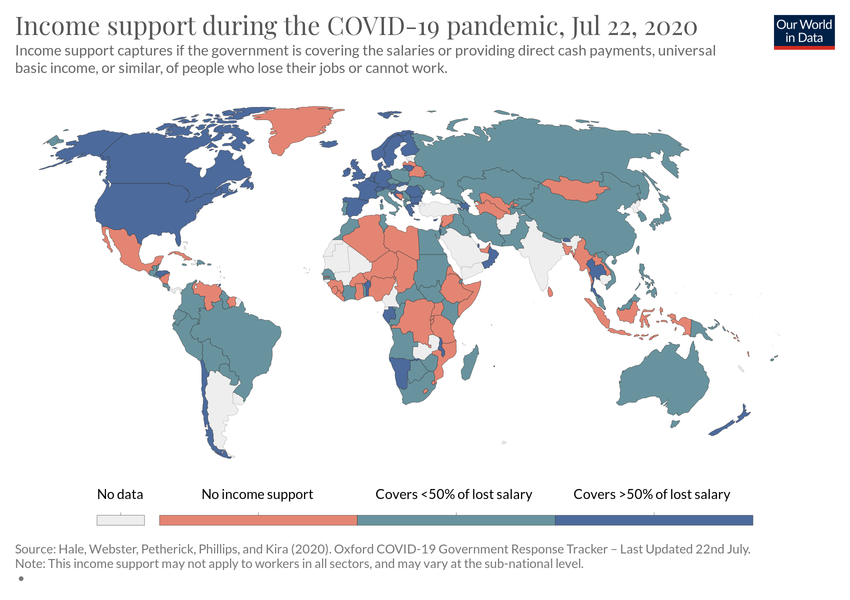 Income support during the COVID-19 pandemic, Jul 22, 2020
Our World
in Data
Income support captures if the government is covering the salaries or providing direct cash payments, universal
basic income, or similar, of people who lose their jobs or cannot work.
No data
No income support
Covers <50% of lost salary
Covers >50% of lost salary
Source: Hale, Webster, Petherick, Phillips, and Kira (2020). Oxford COVID-19 Government Response Tracker – Last Updated 22nd July.
Note: This income support may not apply to workers in all sectors, and may vary at the sub-national level.
•